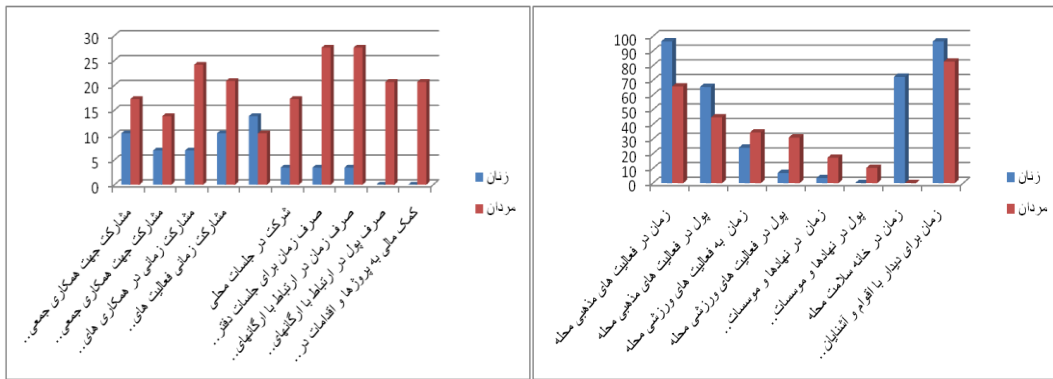 30
25
20
15
10
5
0
مشارکت جهت همکاری جمعی..
مشارکت جهت همکاری جمعی..
مشارکت زمانی در همکاری های..
مشارکت زمانی فعالیت های..
شرکت در جلسات محلی
صرف زمان برای جلسات دفتر..
صرف زمان در ارتباط با ارگانهای..
صرف پول در ارتباط با ارگانهای..
کمک مالی به پروژها و اقدامات در..
زنان
مردان
100
90
80
70
60
50
40
30
20
10
0
زمان در فعالیت های مذهبی محله
پول در فعالیت های مذهبی محله
زمان به فعالیت های ورزشی محله
پول در فعالیت های ورزشی محله
زمان در نهادها و موسسات..
پول در نهادها و موسسات..
زمان در خانه سلامت محله
زمان برای دیدار با اقوام و آشنایان..
زنان
مردان